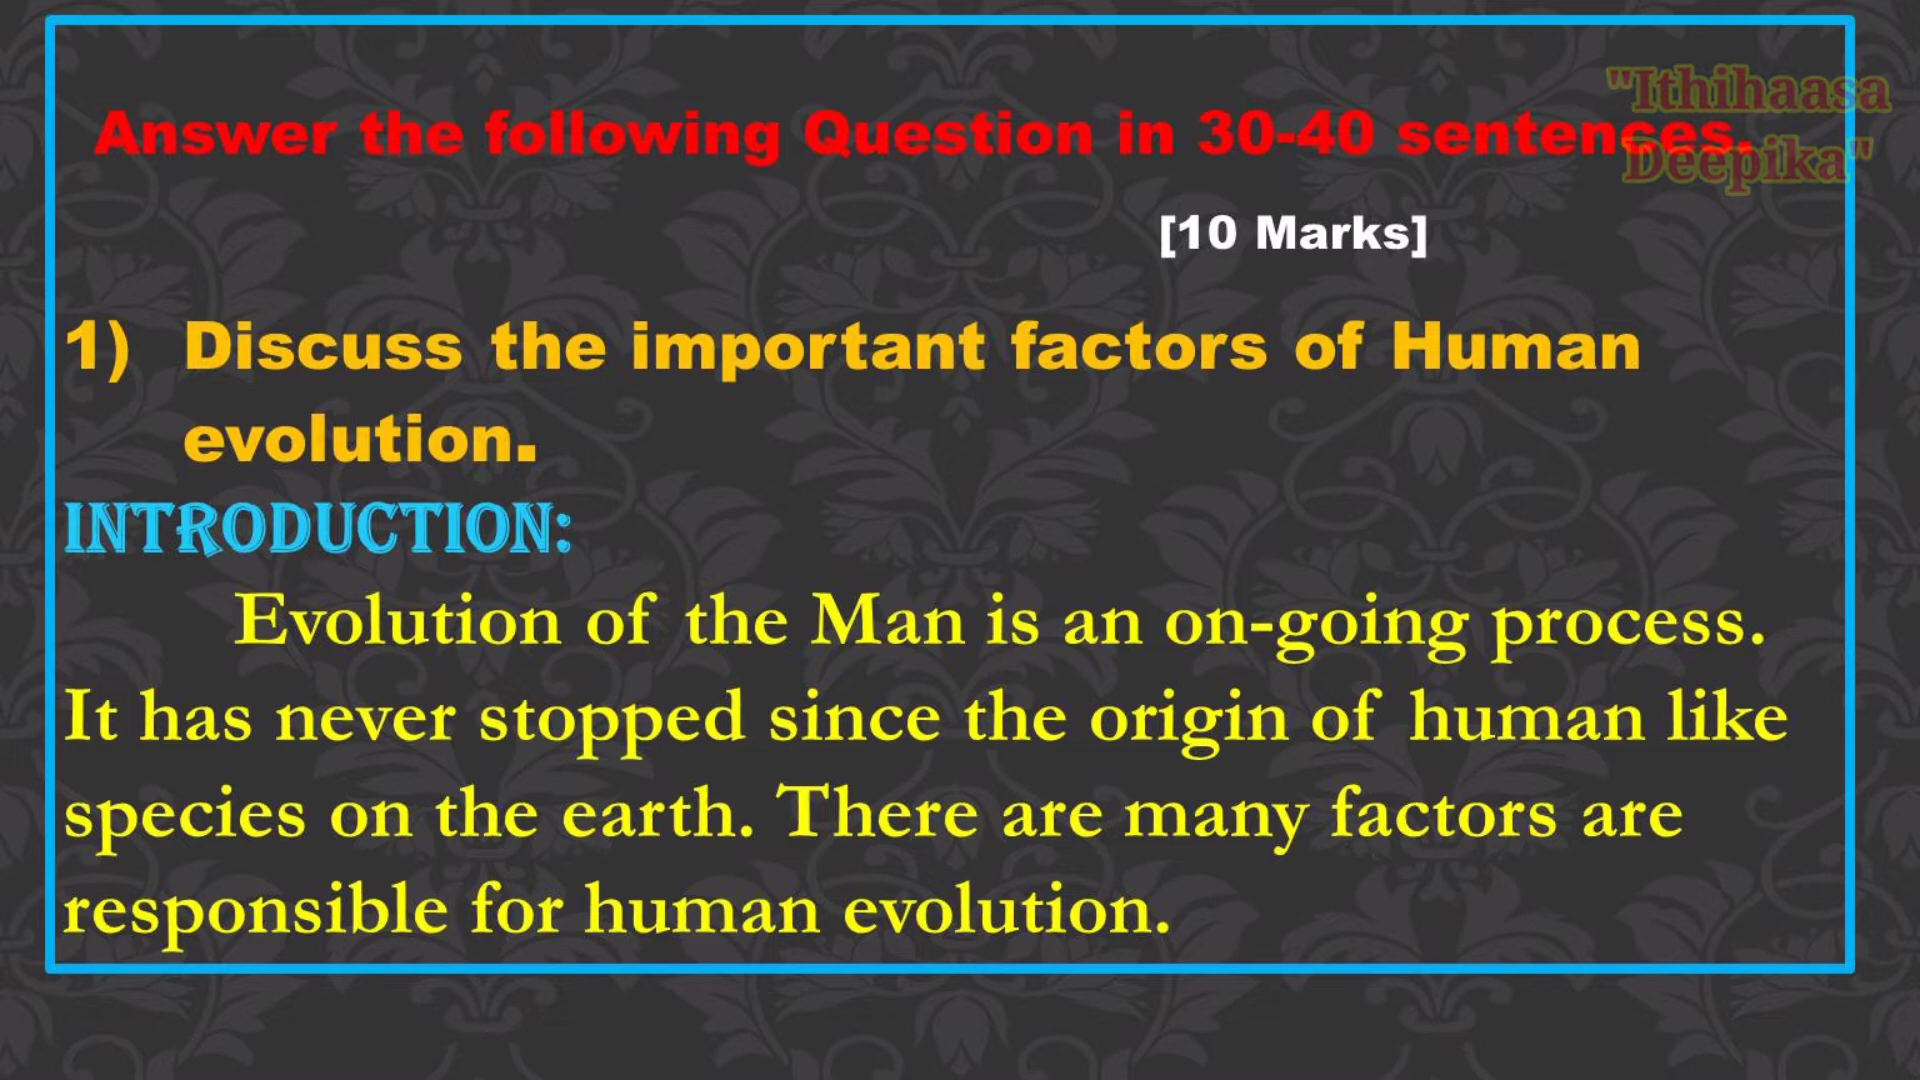 "Ithihaasa
Deepika"
Answer the following Question in 30-40 sentences.
[10 Marks]
1) Discuss the important factors of Human
evolution.
INTRODUCTION:
Evolution of the Man is an on-going process.
It has never stopped since the origin of human like
species on the earth. There are many factors are
responsible for human evolution.